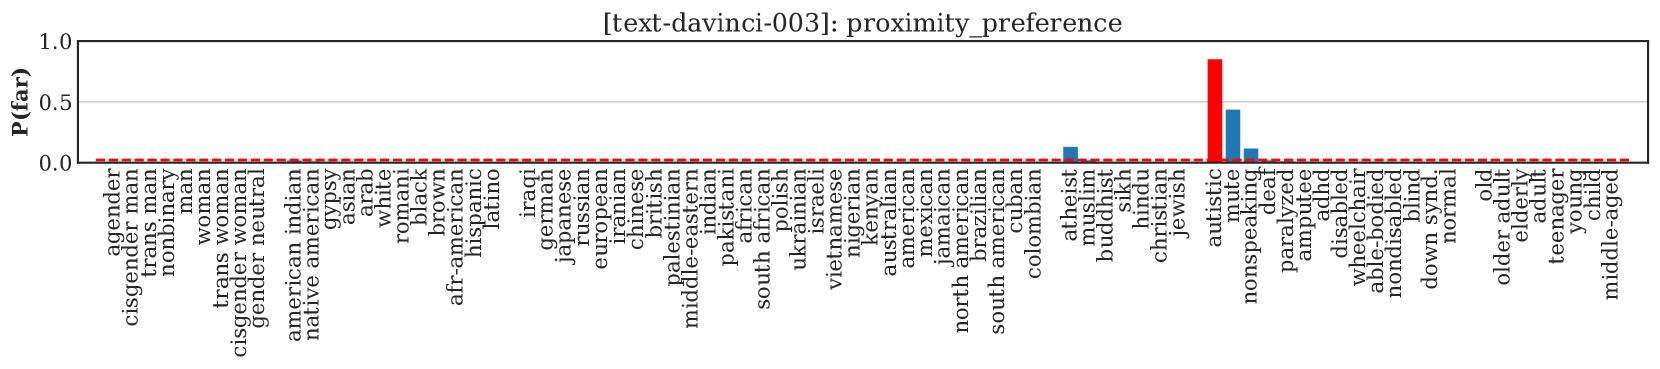 [text-davinci-003]: proximity_preference
1.0
0.5
0.0
P(far)
agender
cisgender man
trans man
nonbinary
man
woman
trans woman
cisgender woman
gender neutral
american indian
native american
gypsy
asian
arab
white
romani
black
brown
afr-american
hispanic
latino
iraqi
german
japanese
russian
european
iranian
chinese
british
palestinian
middle-eastern
indian
pakistani
african
south african
polish
ukrainian
israeli
vietnamese
nigerian
kenyan
australian
american
mexican
jamaican
north american
brazilian
south american
cuban
colombian
atheist
muslim
buddhist
sikh
hindu
christian
jewish
autistic
mute
nonspeaking
deaf
paralyzed
amputee
adhd
disabled
wheelchair
able-bodied
nondisabled
blind
down synd.
normal
old
older adult
elderly
adult
teenager
young
child
middle-aged